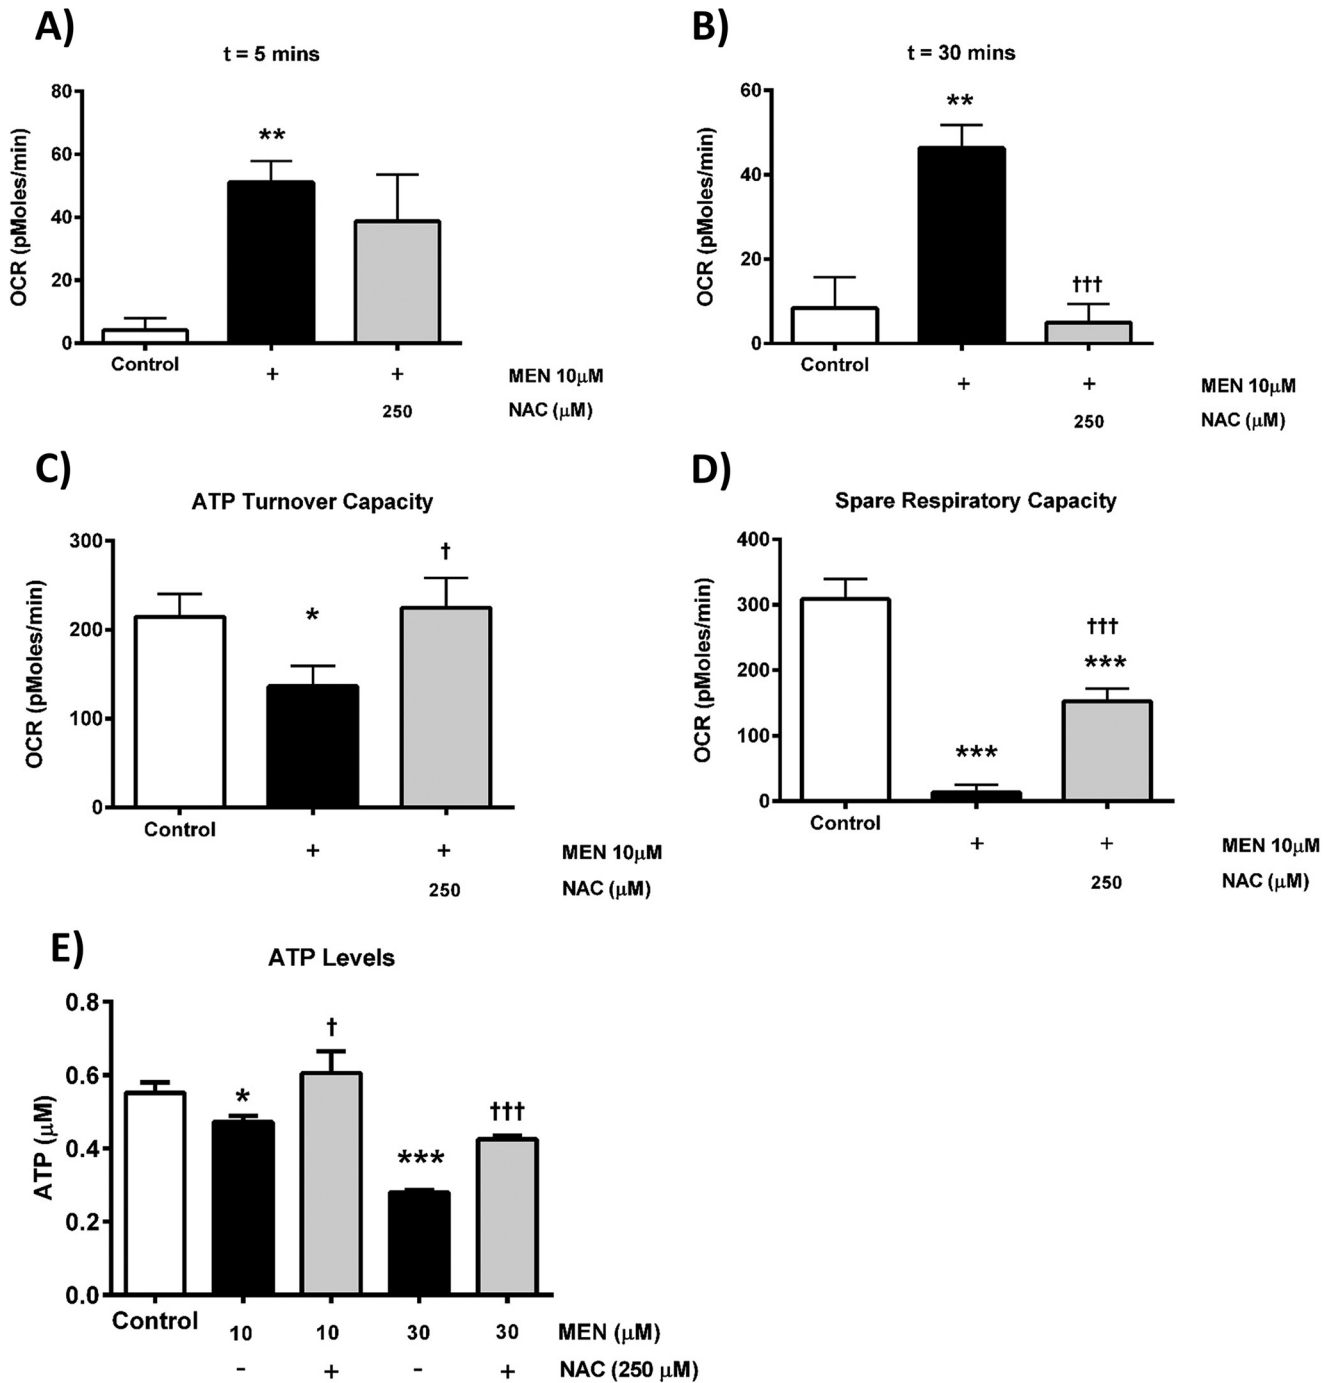 A)
t = 5 mins
OCR (pMoles/min)
80
60
40
20
0
**
Control
+ + MEN 10μM
250 NAC (μM)
B)
t = 30 mins
OCR (pMoles/min)
60
40
20
0
**
†††
Control
+ + MEN 10μM
250 NAC (μM)
C)
ATP Turnover Capacity
OCR (pMoles/min)
300
200
100
0
*
†
Control
+ + MEN 10μM
250 NAC (μM)
D)
Spare Respiratory Capacity
OCR (pMoles/min)
400
300
200
100
0
***
†††
***
Control
+ + MEN 10μM
250 NAC (μM)
E)
ATP Levels
ATP (μM)
0.8
0.6
0.4
0.2
0.0
*
†
***
†††
Control
10 10 30 30 MEN (μM)
- + - + NAC (250 μM)